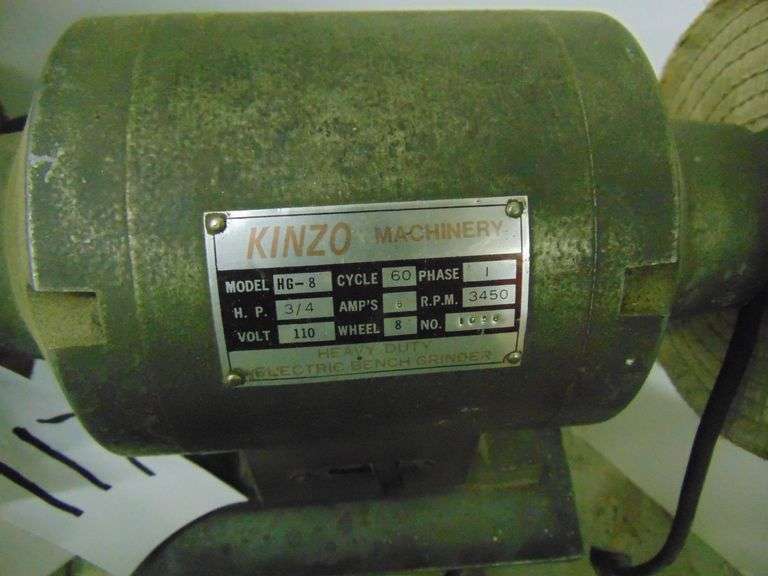 KINZO MACHINERY
MODEL HG-8 CYCLE 60 PHASE 1
H. P. 3/4 AMP'S 6 R.P.M. 3450
VOLT 110 WHEEL 8 NO.
HEAVY DUTY
ELECTRIC BENCH GRINDER